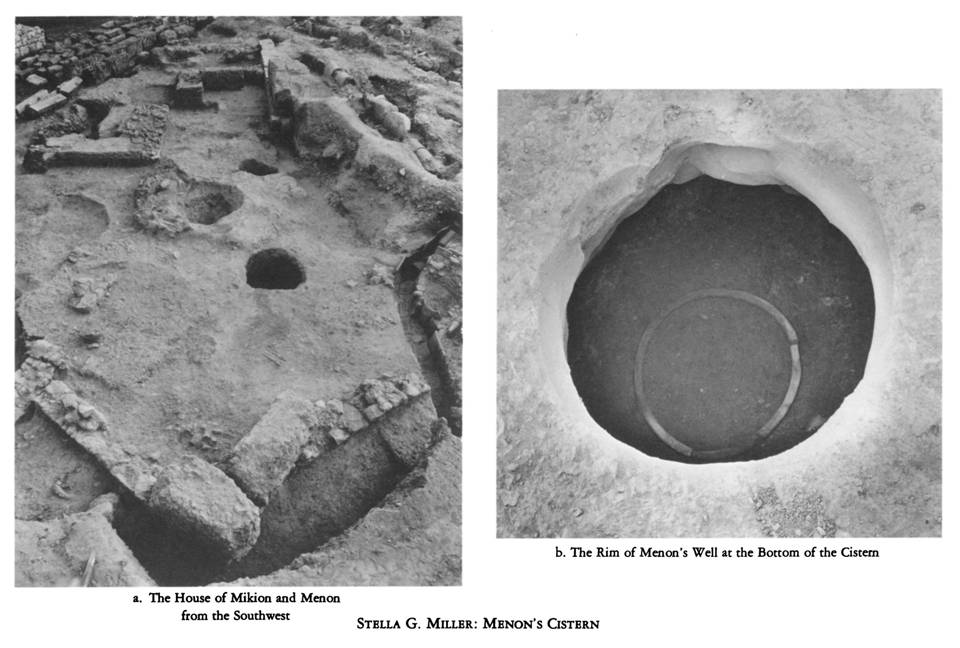 a. The House of Mikion and Menon
from the Southwest
b. The Rim of Menon's Well at the Bottom of the Cistern
STELLA G. MILLER: MENON'S CISTERN